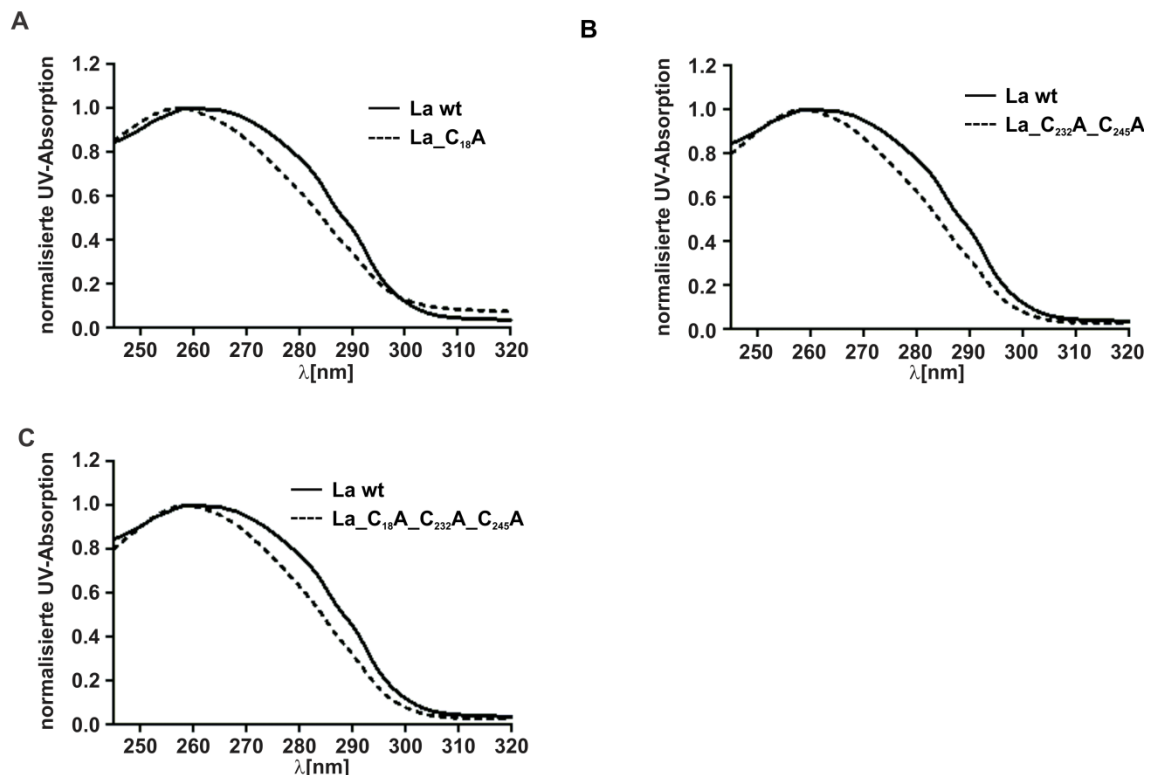 A
normalisierte UV-Absorption
1.2
1.0
0.8
0.6
0.4
0.2
0.0
La wt
La_C₁₈A
250 260 270 280 290 300 310 320
λ[nm]
B
normalisierte UV-Absorption
1.2
1.0
0.8
0.6
0.4
0.2
0.0
La wt
La_C₂₃₂A_C₂₄₅A
250 260 270 280 290 300 310 320
λ[nm]
C
normalisierte UV-Absorption
1.2
1.0
0.8
0.6
0.4
0.2
0.0
La wt
La_C₁₈A_C₂₃₂A_C₂₄₅A
250 260 270 280 290 300 310 320
λ[nm]